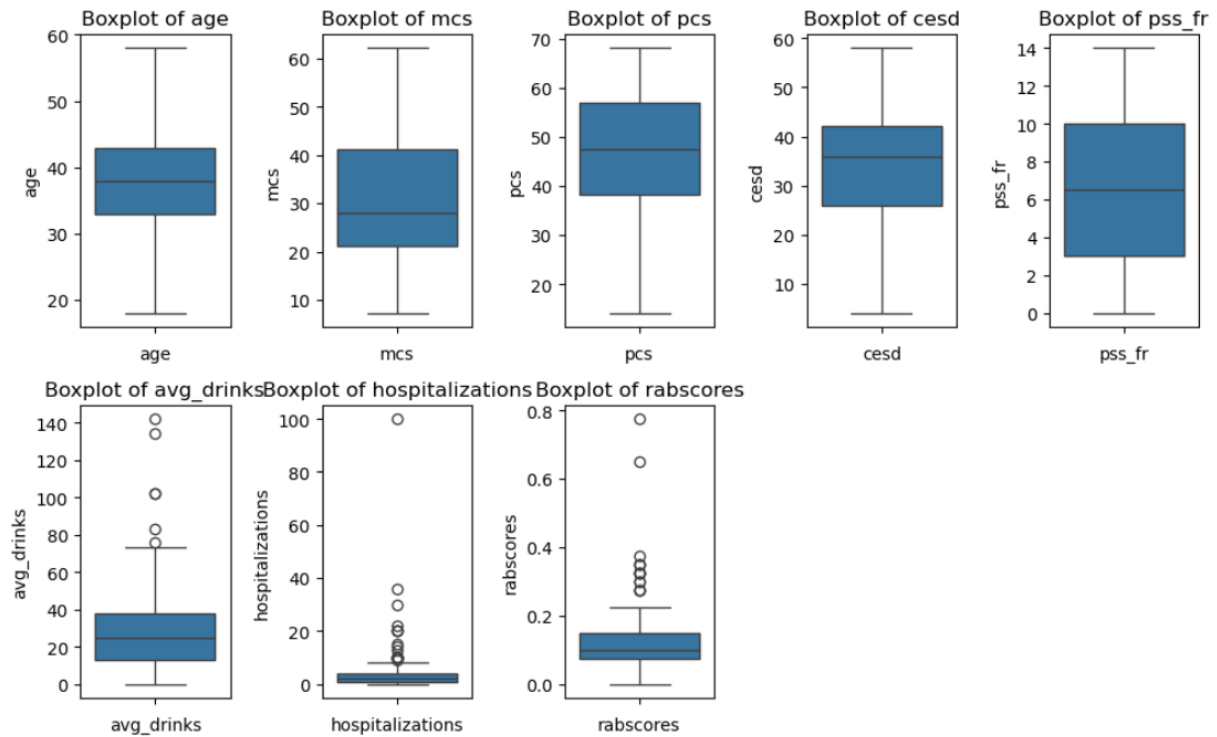 Boxplot of age
60
50
40
30
20
age
age
Boxplot of mcs
60
50
40
30
20
10
mcs
mcs
Boxplot of pcs
70
60
50
40
30
20
pcs
pcs
Boxplot of cesd
60
50
40
30
20
10
cesd
cesd
Boxplot of pss_fr
14
12
10
8
6
4
2
0
pss_fr
pss_fr
Boxplot of avg_drinks
140
120
100
80
60
40
20
0
avg_drinks
avg_drinks
Boxplot of hospitalizations
100
80
60
40
20
0
hospitalizations
hospitalizations
Boxplot of rabscores
0.8
0.6
0.4
0.2
0.0
rabscores
rabscores